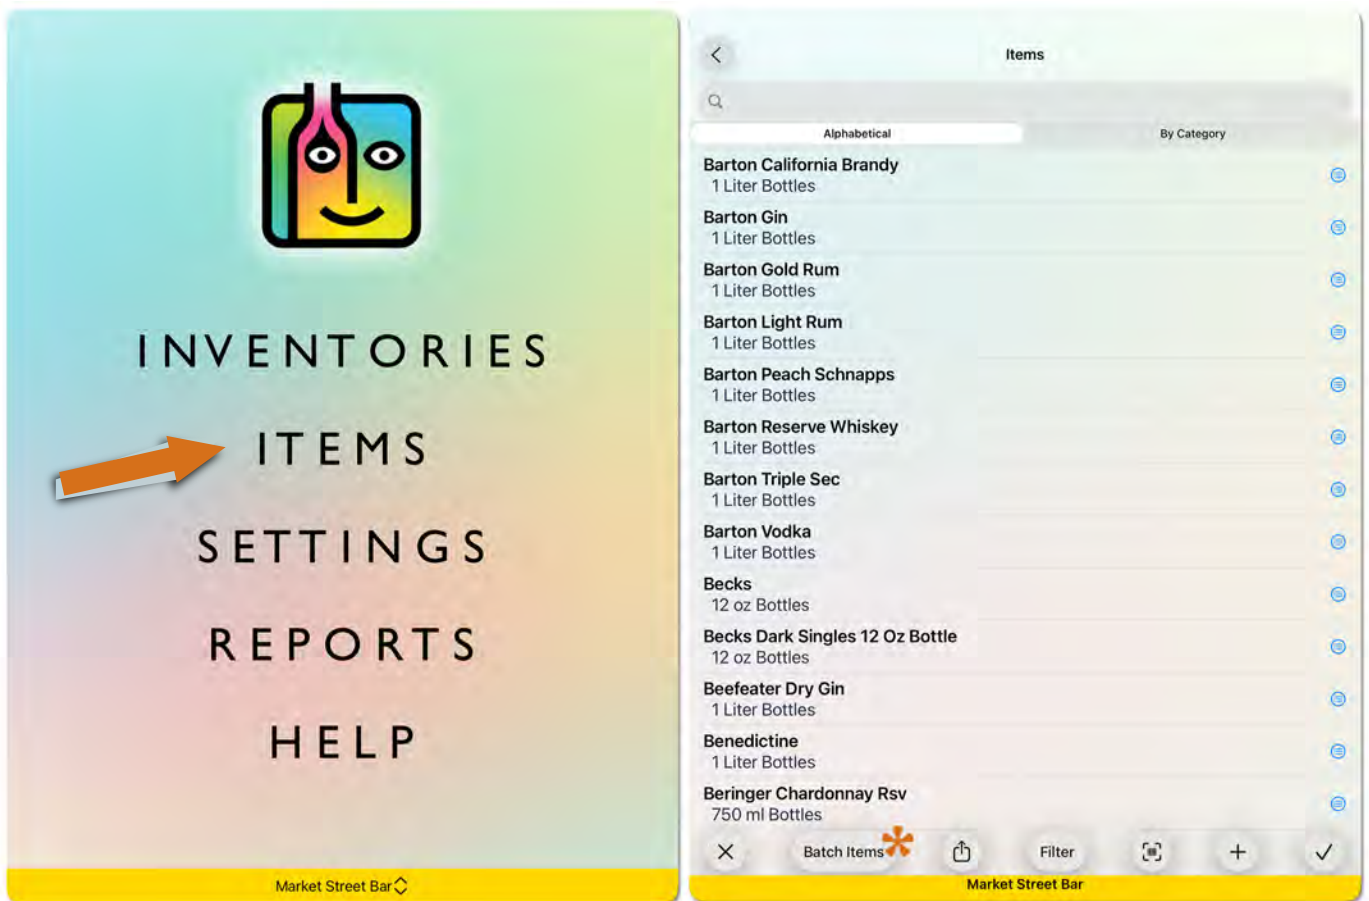 INVENTORIES
ITEMS
SETTINGS
REPORTS
HELP
Market Street Bar
Items
Alphabetical
By Category
Barton California Brandy
1 Liter Bottles
Barton Gin
1 Liter Bottles
Barton Gold Rum
1 Liter Bottles
Barton Light Rum
1 Liter Bottles
Barton Peach Schnapps
1 Liter Bottles
Barton Reserve Whiskey
1 Liter Bottles
Barton Triple Sec
1 Liter Bottles
Barton Vodka
1 Liter Bottles
Becks
12 oz Bottles
Becks Dark Singles 12 Oz Bottle
12 oz Bottles
Beefeater Dry Gin
1 Liter Bottles
Benedictine
1 Liter Bottles
Beringer Chardonnay Rsv
750 ml Bottles
Batch Items
Filter
Market Street Bar